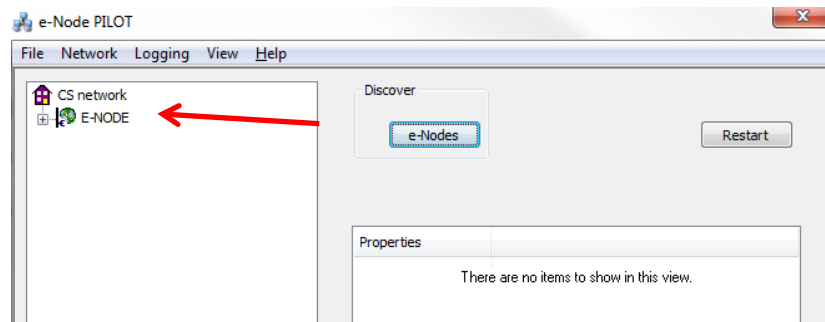 e-Node PILOT
File Network Logging View Help
CS network
E-NODE
Discover
e-Nodes
Restart
Properties
There are no items to show in this view.